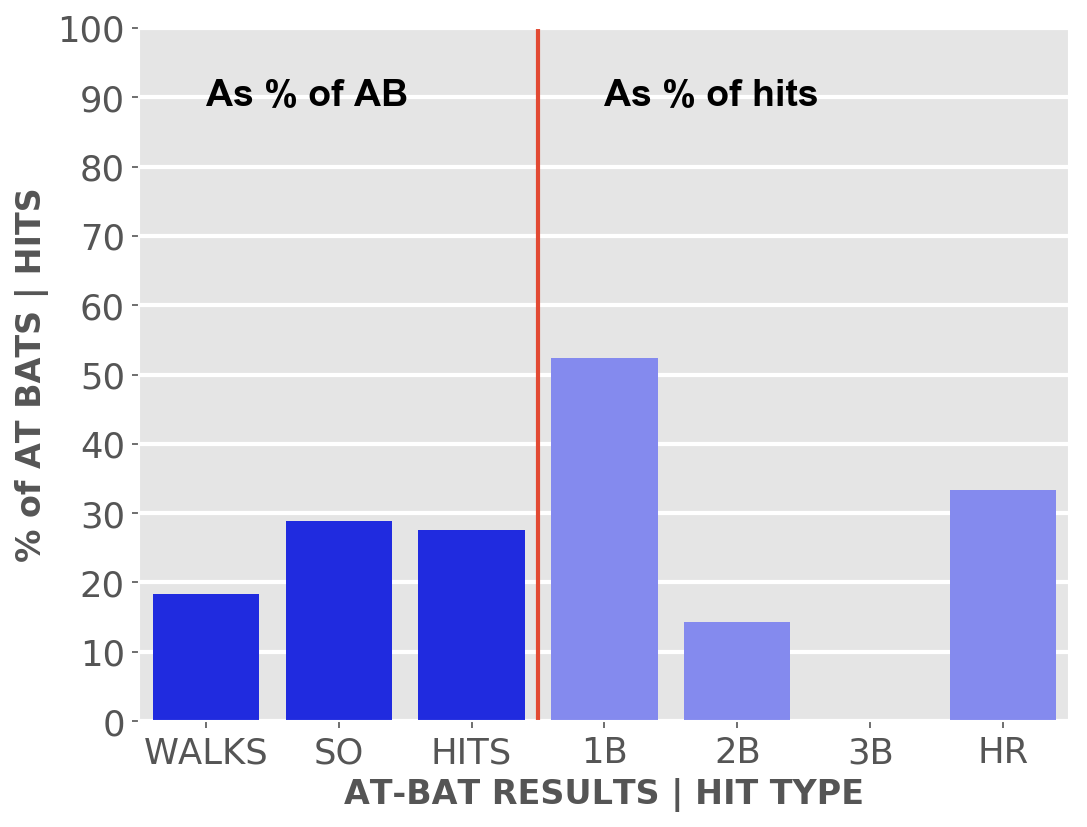 100
90
80
70
60
50
40
30
20
10
0
% of AT BATS | HITS
As % of AB
As % of hits
WALKS SO HITS 1B 2B 3B HR
AT-BAT RESULTS | HIT TYPE